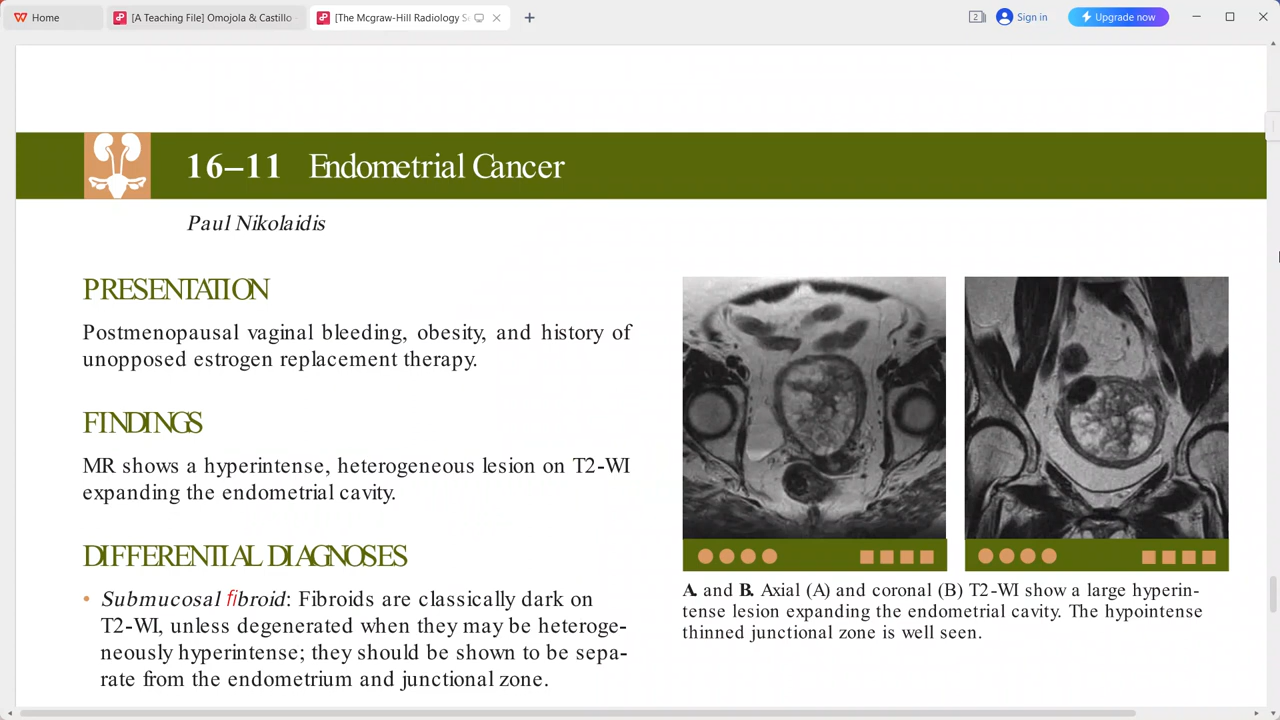 Home
[A Teaching File] Omojola & Castillo
[The Mcgraw-Hill Radiology S
2
Sign in
Upgrade now
16–11 Endometrial Cancer
Paul Nikolaidis
PRESENTATION
Postmenopausal vaginal bleeding, obesity, and history of
unopposed estrogen replacement therapy.
FINDINGS
MR shows a hyperintense, heterogeneous lesion on T2-WI
expanding the endometrial cavity.
DIFFERENTIAL DIAGNOSES
• Submucosal fibroid: Fibroids are classically dark on
T2-WI, unless degenerated when they may be heteroge-
neously hyperintense; they should be shown to be sepa-
rate from the endometrium and junctional zone.
A. and B. Axial (A) and coronal (B) T2-WI show a large hyperin-
tense lesion expanding the endometrial cavity. The hypointense
thinned junctional zone is well seen.